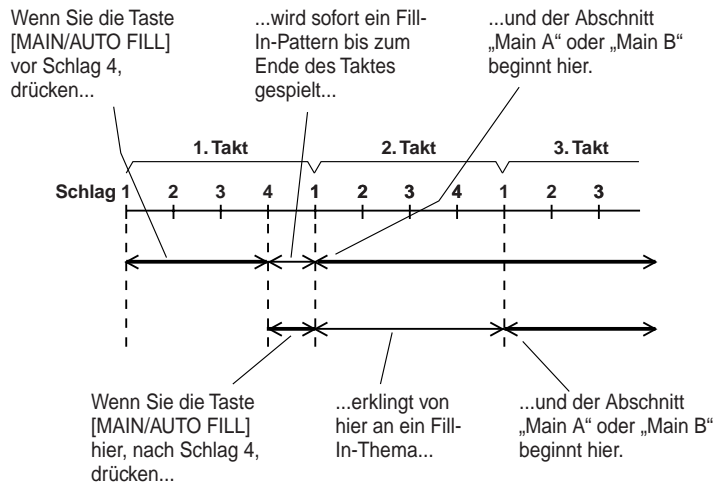 Wenn Sie die Taste
[MAIN/AUTO FILL]
vor Schlag 4,
drücken...
...wird sofort ein Fill-
In-Pattern bis zum
Ende des Taktes
gespielt...
...und der Abschnitt
„Main A“ oder „Main B“
beginnt hier.
1. Takt 2. Takt 3. Takt
Schlag 1 2 3 4 1 2 3 4 1 2 3
Wenn Sie die Taste
[MAIN/AUTO FILL]
hier, nach Schlag 4,
drücken...
...erklingt von
hier an ein Fill-
In-Thema...
...und der Abschnitt
„Main A“ oder „Main B“
beginnt hier.